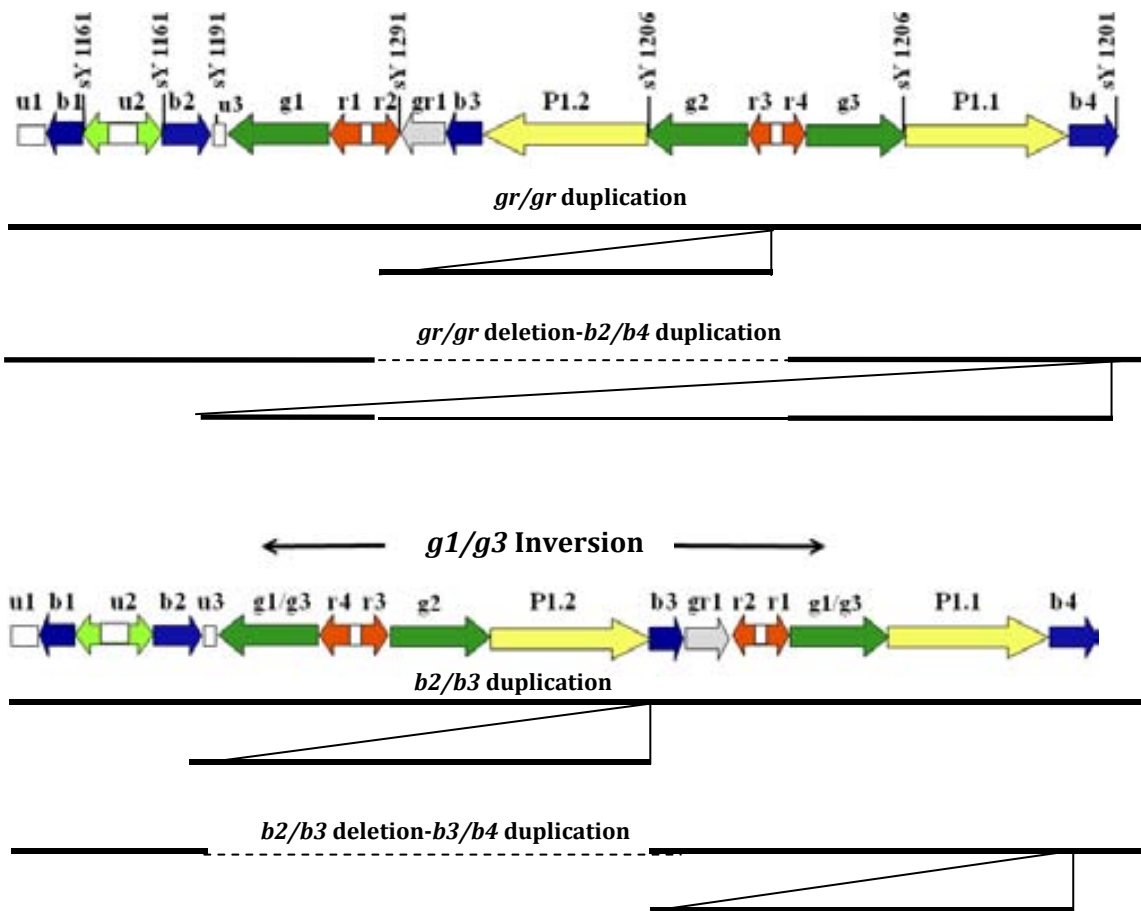 sY 1161 sY 1161 sY 1191 sY 1291 sY 1206 sY 1206 sY 1201
u1 b1 u2 b2 u3 g1 r1 r2 gr1 b3 P1.2 g2 r3 r4 g3 P1.1 b4
gr/gr duplication
gr/gr deletion-b2/b4 duplication
g1/g3 Inversion
u1 b1 u2 b2 u3 g1/g3 r4 r3 g2 P1.2 b3 gr1 r2 r1 g1/g3 P1.1 b4
b2/b3 duplication
b2/b3 deletion-b3/b4 duplication